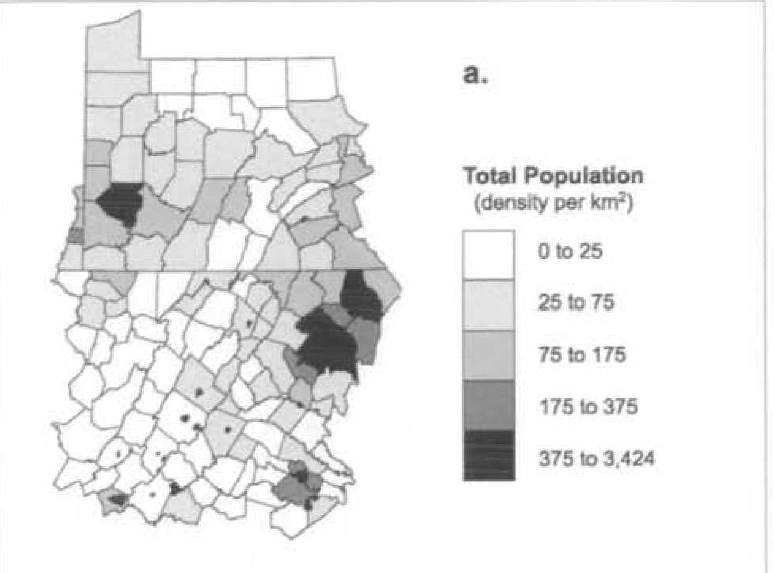 a.
Total Population
(density per km²)
0 to 25
25 to 75
75 to 175
175 to 375
375 to 3,424